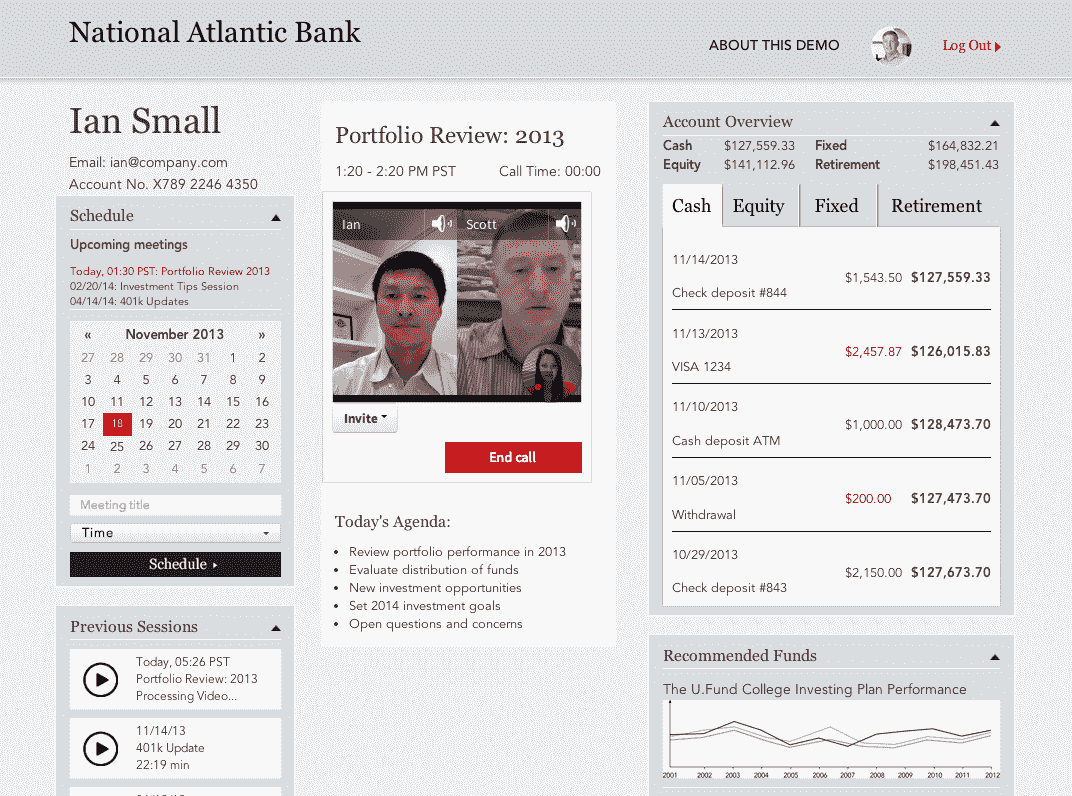 National Atlantic Bank
ABOUT THIS DEMO
Log Out
Ian Small
Email: ian@company.com
Account No. X789 2246 4350
Schedule
Upcoming meetings
Today, 01:30 PST: Portfolio Review 2013
02/20/14: Investment Tips Session
04/14/14: 401k Updates
« November 2013 »
27 28 29 30 31 1 2
3 4 5 6 7 8 9
10 11 12 13 14 15 16
17 18 19 20 21 22 23
24 25 26 27 28 29 30
1 2 3 4 5 6 7
Meeting title
Time
Schedule
Previous Sessions
Today, 05:26 PST
Portfolio Review: 2013
Processing Video...
11/14/13
401k Update
22:19 min
Portfolio Review: 2013
1:20 - 2:20 PM PST Call Time: 00:00
Ian Scott
Invite
End call
Today's Agenda:
• Review portfolio performance in 2013
• Evaluate distribution of funds
• New investment opportunities
• Set 2014 investment goals
• Open questions and concerns
Account Overview
Cash $127,559.33 Fixed $164,832.21
Equity $141,112.96 Retirement $198,451.43
Cash Equity Fixed Retirement
11/14/2013
$1,543.50 $127,559.33
Check deposit #844
11/13/2013
$2,457.87 $126,015.83
VISA 1234
11/10/2013
$1,000.00 $128,473.70
Cash deposit ATM
11/05/2013
$200.00 $127,473.70
Withdrawal
10/29/2013
$2,150.00 $127,673.70
Check deposit #843
Recommended Funds
The U.Fund College Investing Plan Performance
2001 2002 2003 2004 2005 2006 2007 2008 2009 2010 2011 2012